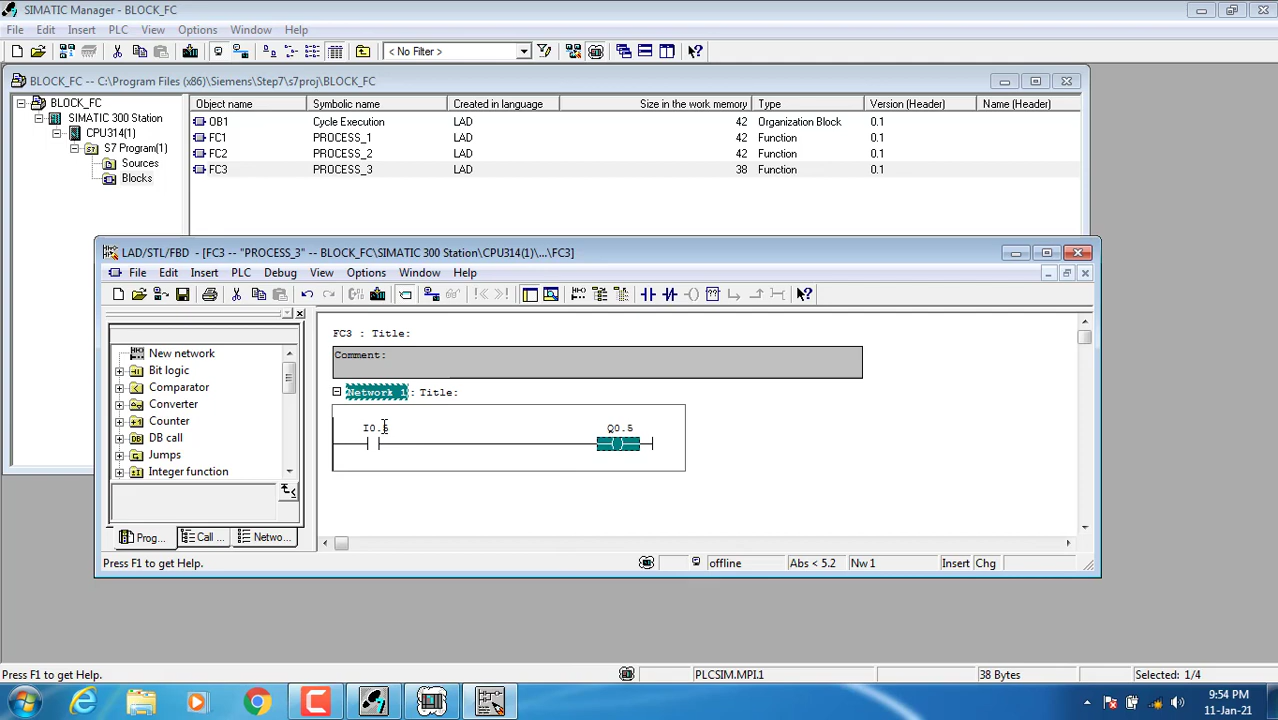 SIMATIC Manager - BLOCK_FC
File Edit Insert PLC View Options Window Help
< No Filter >
BLOCK_FC -- C:\Program Files (x86)\Siemens\Step7\s7proj\BLOCK_FC
BLOCK_FC
SIMATIC 300 Station
CPU314(1)
S7 Program(1)
Sources
Blocks
Object name Symbolic name Created in language Size in the work memory Type Version (Header) Name (Header)
OB1 Cycle Execution LAD 42 Organization Block 0.1
FC1 PROCESS_1 LAD 42 Function 0.1
FC2 PROCESS_2 LAD 42 Function 0.1
FC3 PROCESS_3 LAD 38 Function 0.1
LAD/STL/FBD - [FC3 -- "PROCESS_3" -- BLOCK_FC\SIMATIC 300 Station\CPU314(1)\...\FC3]
File Edit Insert PLC Debug View Options Window Help
New network
Bit logic
Comparator
Converter
Counter
DB call
Jumps
Integer function
Prog... Call ... Netwo...
FC3 : Title:
Comment:
Network 1: Title:
Q0.5
Press F1 to get Help.
offline Abs < 5.2 Nw 1 Insert Chg
Press F1 to get Help.
PLCSIM.MPI.1 38 Bytes Selected: 1/4
9:54 PM
11-Jan-21